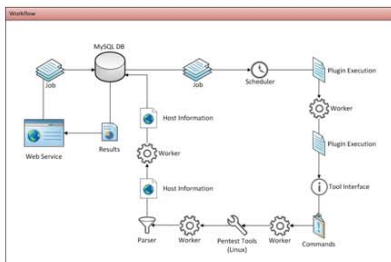 Workflow
MySQL DB
Job
Job
Scheduler
Plugin Execution
Worker
Host Information
Web Service
Results
Worker
Plugin Execution
Host Information
Tool Interface
Parser
Worker
Pentest Tools
(Linux)
Worker
Commands